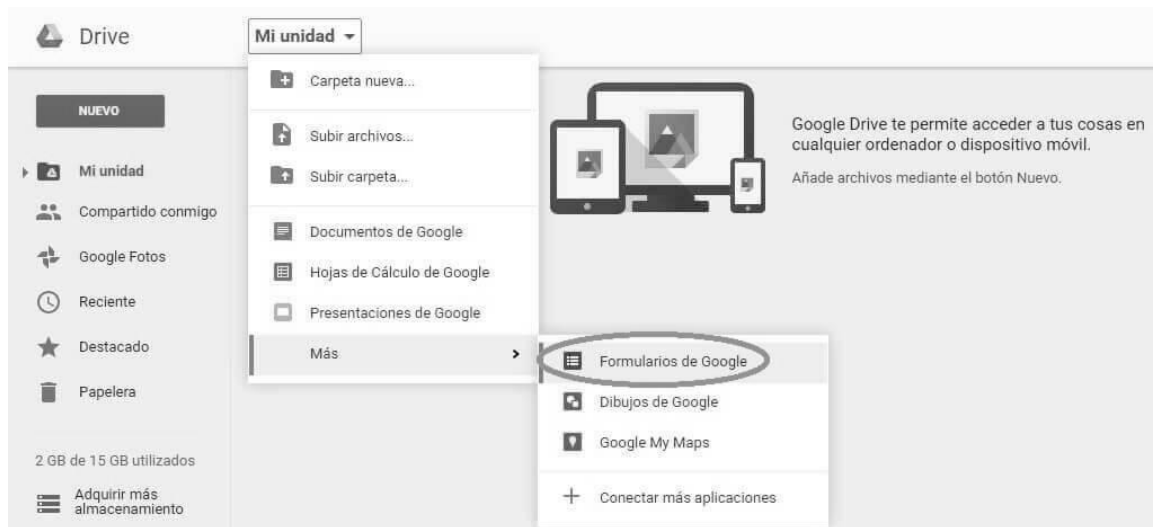 Drive
Mi unidad
NUEVO
Mi unidad
Compartido conmigo
Google Fotos
Reciente
Destacado
Papelera
2 GB de 15 GB utilizados
Adquirir más
almacenamiento
Carpeta nueva...
Subir archivos...
Subir carpeta...
Documentos de Google
Hojas de Cálculo de Google
Presentaciones de Google
Más
Formularios de Google
Dibujos de Google
Google My Maps
Conectar más aplicaciones
Google Drive te permite acceder a tus cosas en
cualquier ordenador o dispositivo móvil.
Añade archivos mediante el botón Nuevo.